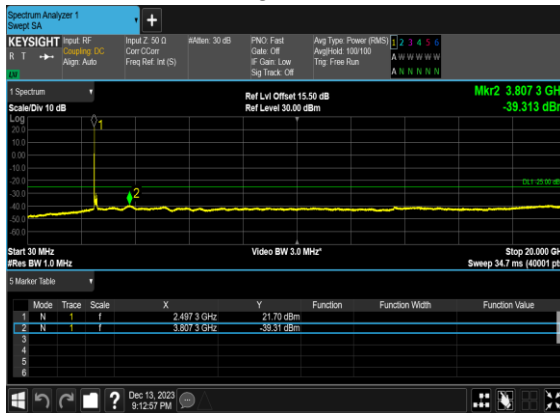 Spectrum Analyzer 1
Swept SA
+
KEYSIGHT Input: RF Input Z: 50 Ω #Atten: 30 dB PNO: Fast Avg Type: Power (RMS) 1 2 3 4 5 6
R T Coupling: DC Corr CCorr Gate: Off Avg|Hold: 100/100 A W W W W W
Align: Auto Freq Ref: Int (S) IF Gain: Low Trig: Free Run
Sig Track: Off A N N N N N
LXI
1 Spectrum Ref Lvl Offset 15.50 dB Mkr2 3.807 3 GH
Scale/Div 10 dB Ref Level 30.00 dBm -39.313 dB
Log
1
20.0
10.0
0.00
-10.0
-20.0
DL1 -25.00 dB
-30.0
2
-40.0
-50.0
-60.0
Start 30 MHz Video BW 3.0 MHz* Stop 20.000 GH
#Res BW 1.0 MHz Sweep 34.7 ms (40001 pt
5 Marker Table
Mode Trace Scale X Y Function Function Width Function Value
1 N 1 f 2.497 3 GHz 21.70 dBm
2 N 1 f 3.807 3 GHz -39.31 dBm
3
4
5
6
? Dec 13, 2023
9:12:57 PM